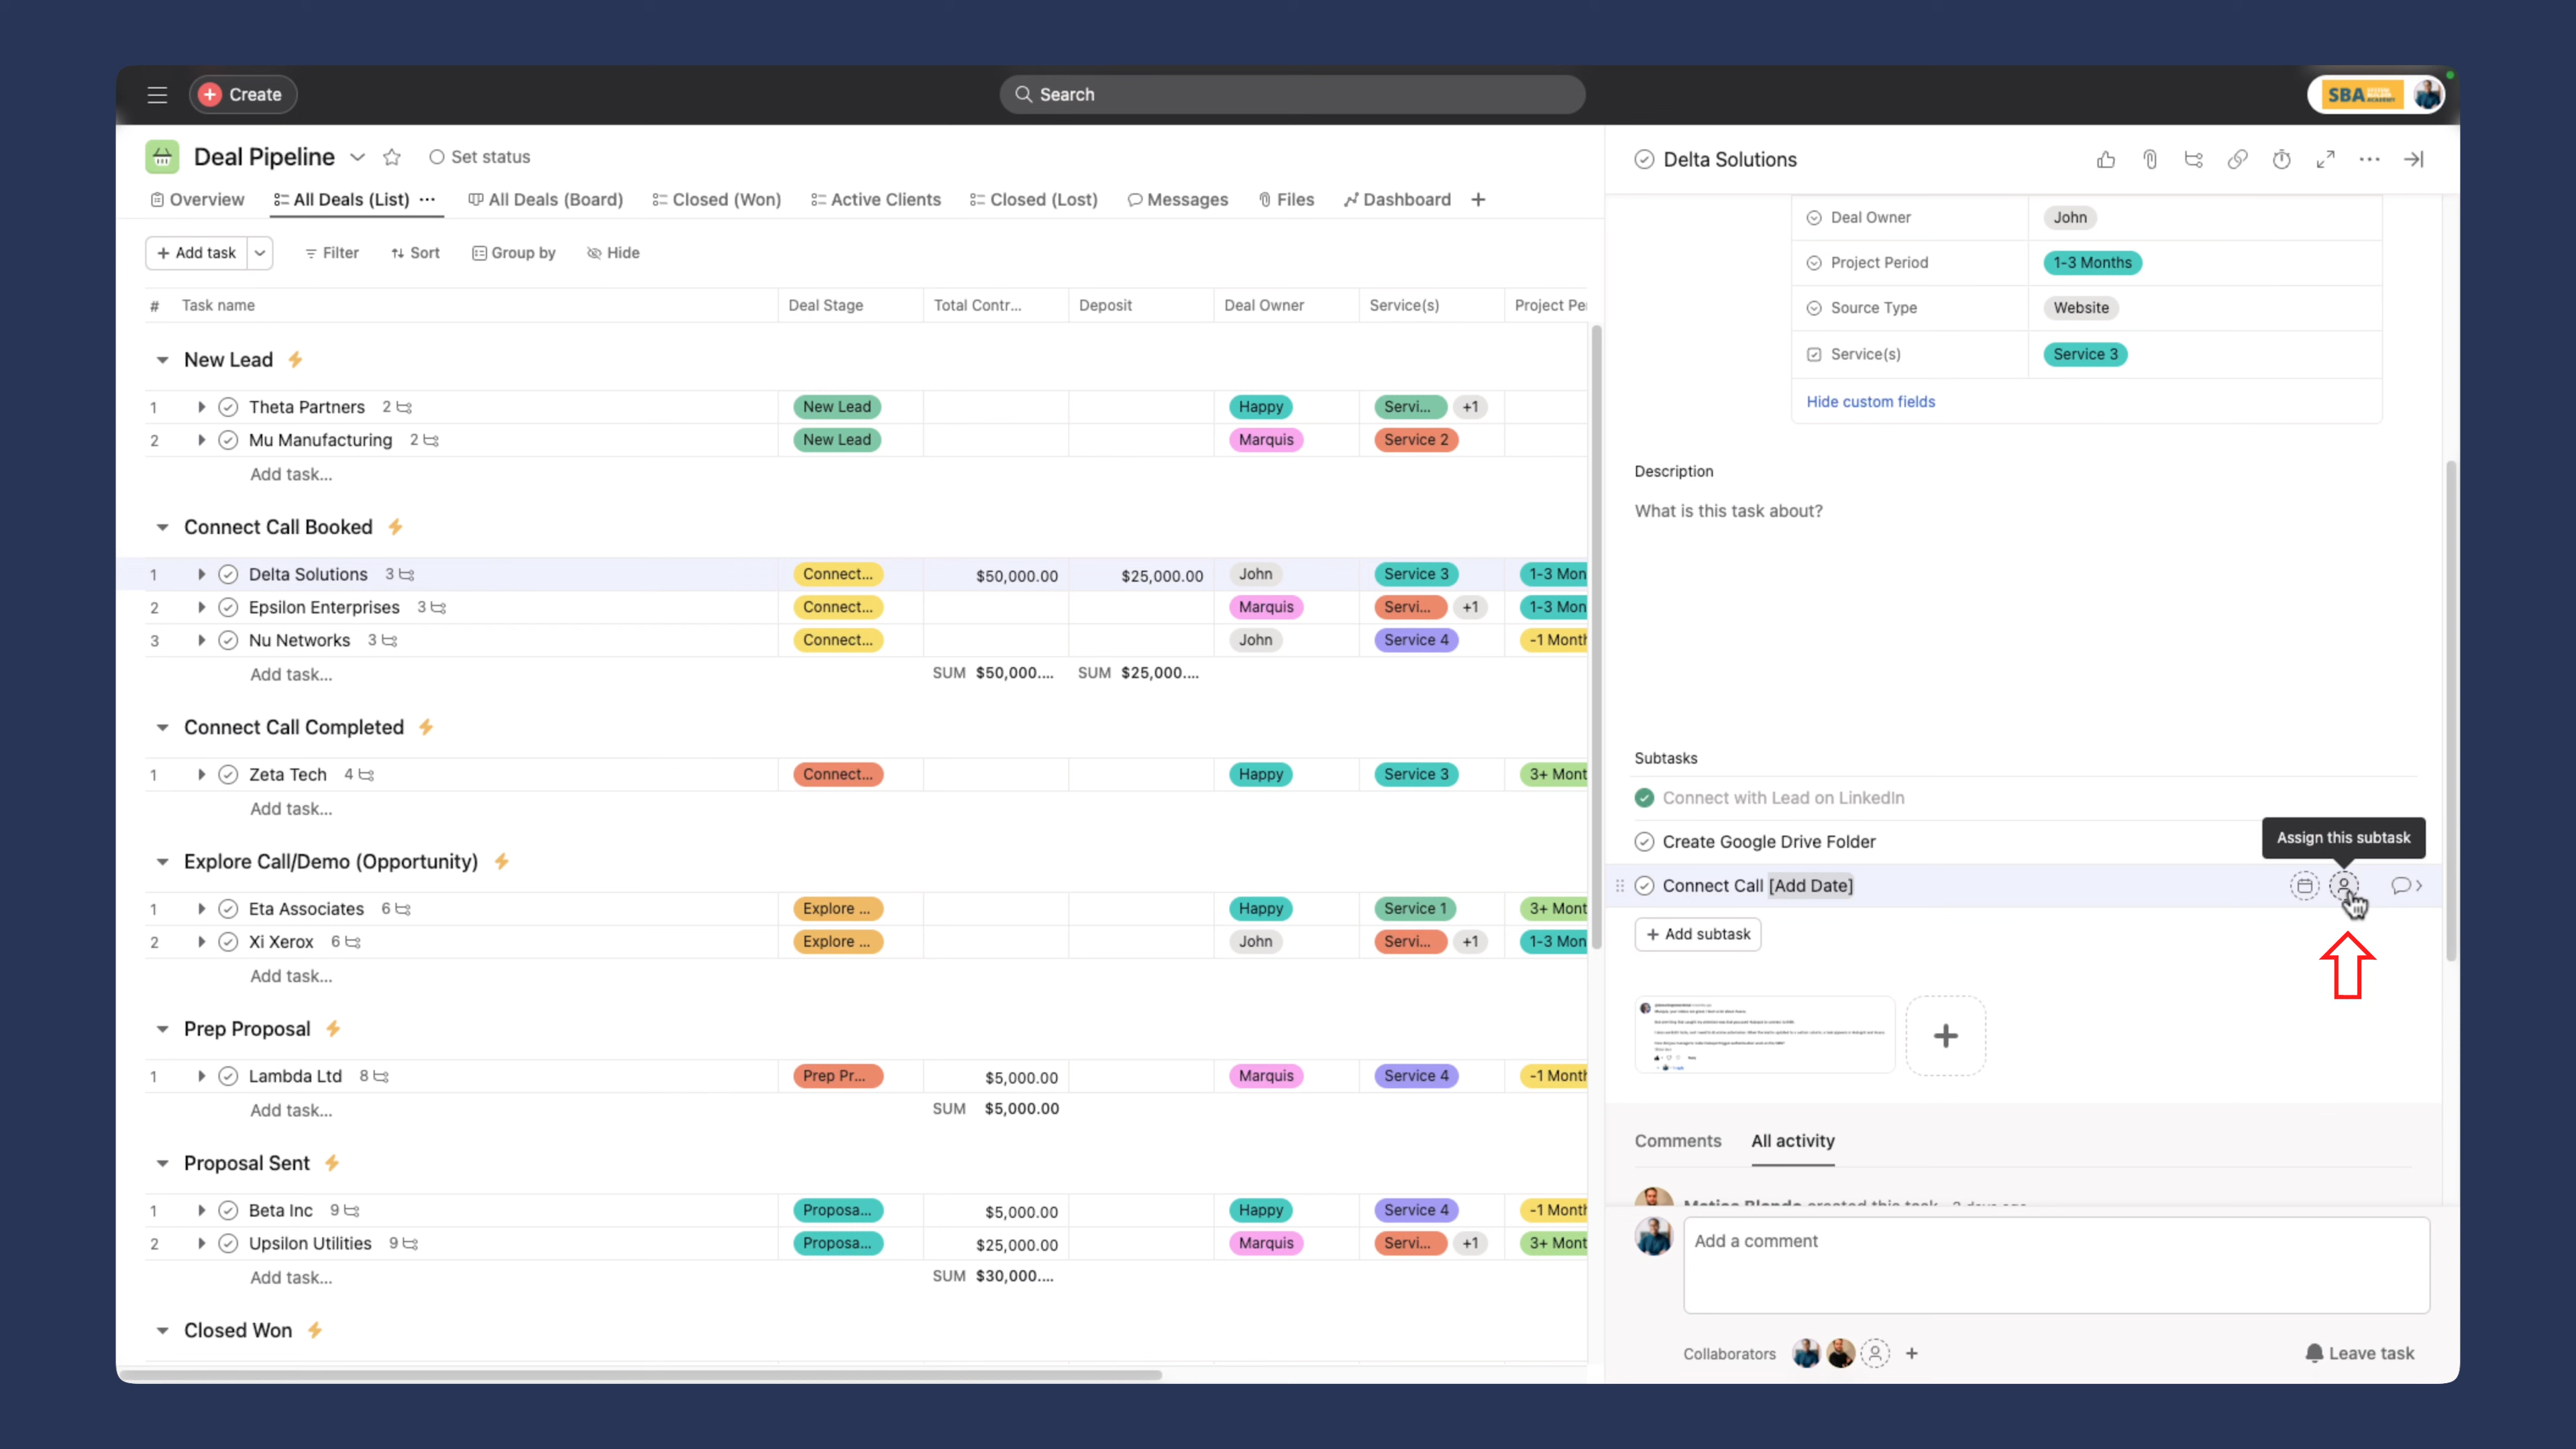 Create
Search
SBA
Deal Pipeline
Set status
Overview
All Deals (List)
All Deals (Board)
Closed (Won)
Active Clients
Closed (Lost)
Messages
Files
Dashboard
Add task
Filter
Sort
Group by
Hide
# Task name Deal Stage Total Contr... Deposit Deal Owner Service(s) Project Pe
New Lead
1 Theta Partners 2 New Lead Happy Servi... +1
2 Mu Manufacturing 2 New Lead Marquis Service 2
Add task...
Connect Call Booked
1 Delta Solutions 3 Connect... $50,000.00 $25,000.00 John Service 3 1-3 Mon
2 Epsilon Enterprises 3 Connect... Marquis Servi... +1 1-3 Mon
3 Nu Networks 3 Connect... John Service 4 -1 Month
Add task... SUM $50,000.... SUM $25,000....
Connect Call Completed
1 Zeta Tech 4 Connect... Happy Service 3 3+ Mont
Add task...
Explore Call/Demo (Opportunity)
1 Eta Associates 6 Explore ... Happy Service 1 3+ Mont
2 Xi Xerox 6 Explore ... John Servi... +1 1-3 Mon
Add task...
Prep Proposal
1 Lambda Ltd 8 Prep Pr... $5,000.00 Marquis Service 4 -1 Month
Add task... SUM $5,000.00
Proposal Sent
1 Beta Inc 9 Proposa... $5,000.00 Happy Service 4 -1 Month
2 Upsilon Utilities 9 Proposa... $25,000.00 Marquis Servi... +1 3+ Mont
Add task... SUM $30,000....
Closed Won
Delta Solutions
Deal Owner John
Project Period 1-3 Months
Source Type Website
Service(s) Service 3
Hide custom fields
Description
What is this task about?
Subtasks
Connect with Lead on LinkedIn
Create Google Drive Folder
Assign this subtask
Connect Call [Add Date]
Add subtask
Comments
All activity
created this task
Add a comment
Collaborators
Leave task